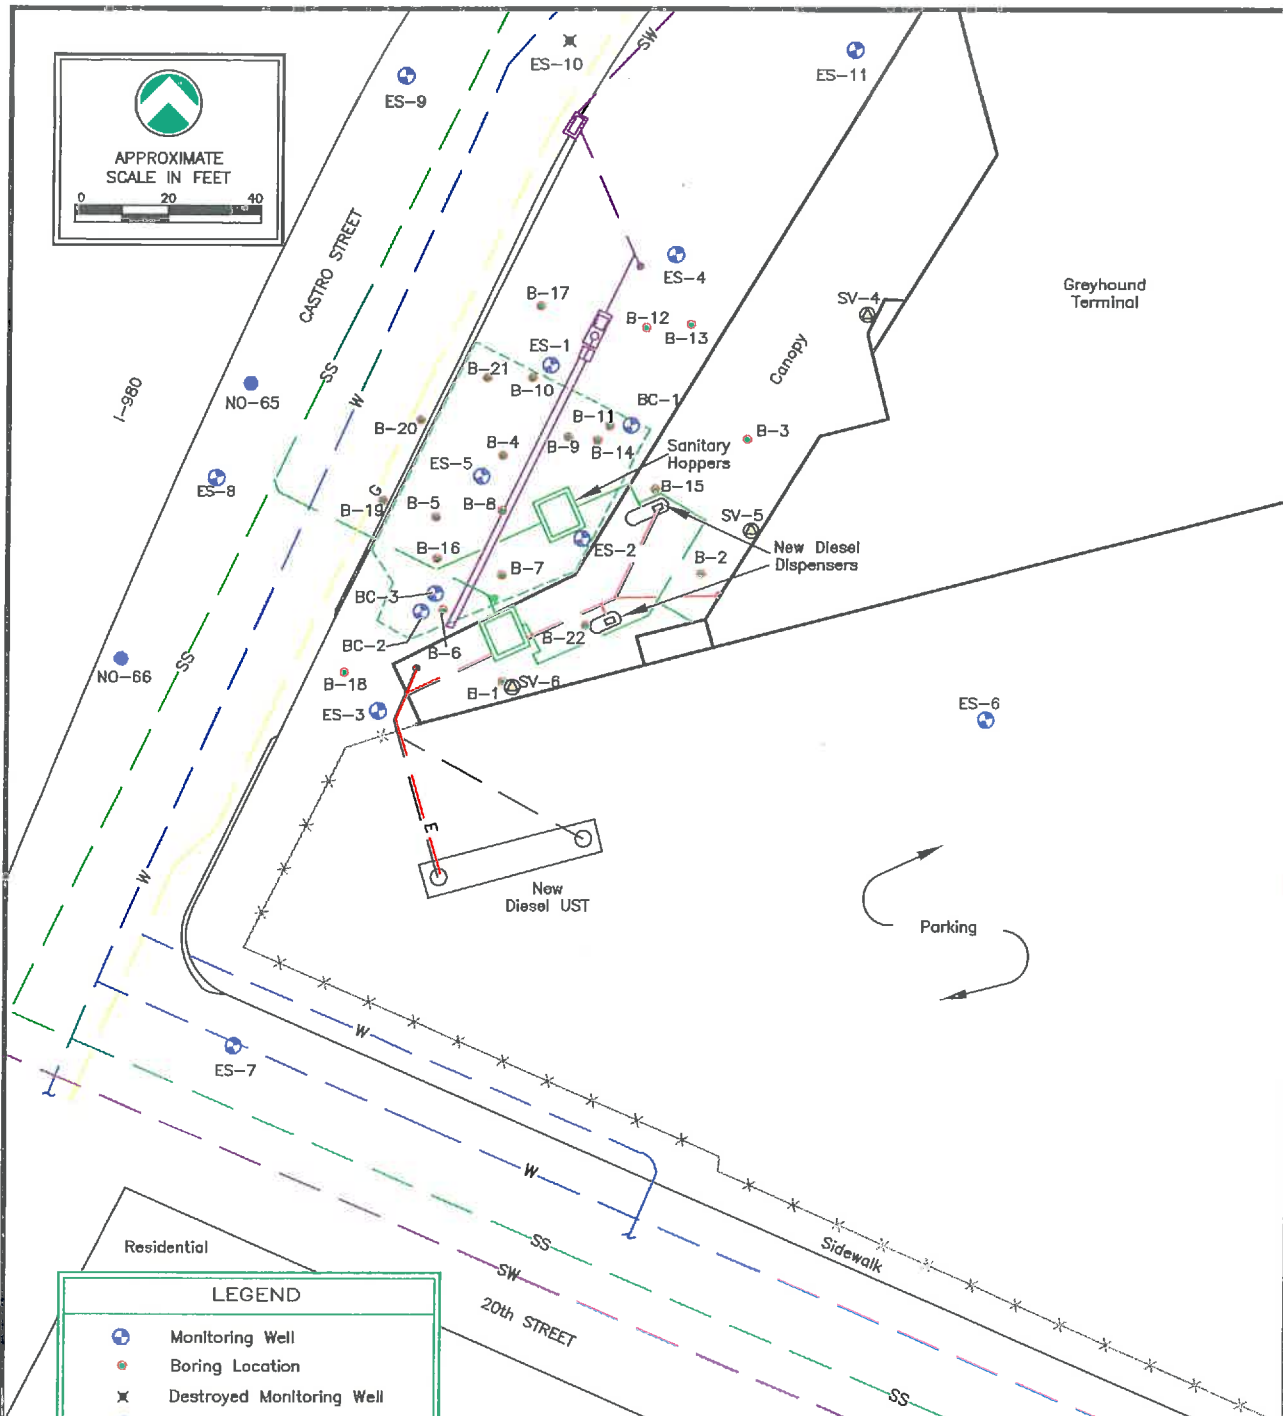 SW
ES-10
ES-11
ES-9
APPROXIMATE
SCALE IN FEET
0 20 40
CASTRO STREET
ES-4
Greyhound
Terminal
SV-4
B-17
B-12
B-13
ES-1
Canopy
SS
I-980
B-21
B-10
NO-65
W
BC-1
B-11
B-20
B-3
B-9
B-14
B-4
Sanitary
Hoppers
ES-5
ES-8
G
B-15
B-19
B-5
B-8
SV-5
ES-2
New Diesel
Dispensers
B-16
B-2
B-7
BC-3
BC-2
B-22
B-6
SS
NO-66
B-18
B-1
SV-6
ES-3
ES-6
E
W
New
Diesel UST
Parking
W
ES-7
W
Residential
SS
Sidewalk
SW
20th STREET
SS
LEGEND
Monitoring Well
Boring Location
Destroyed Monitoring Well